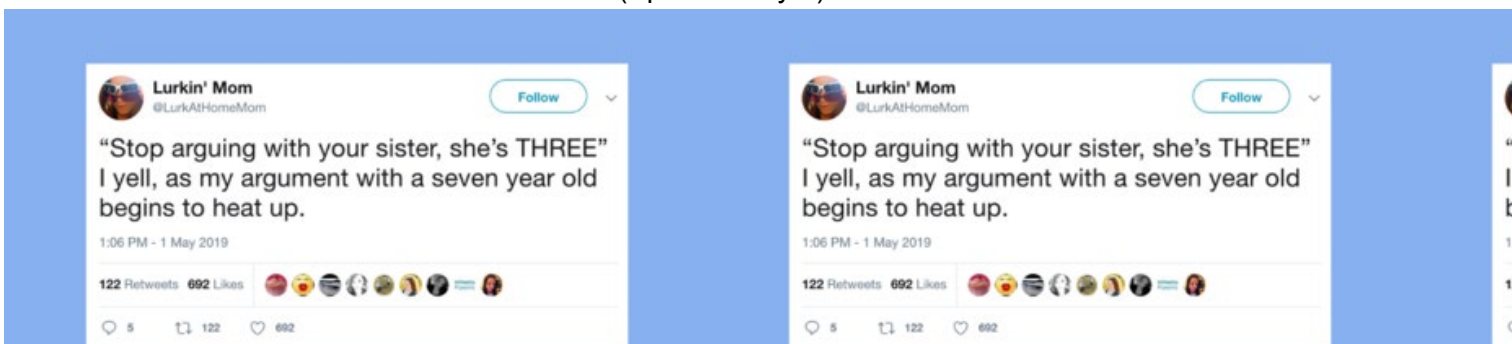 Lurkin' Mom
@LurkAtHomeMom
Follow
“Stop arguing with your sister, she’s THREE”
I yell, as my argument with a seven year old
begins to heat up.
1:06 PM - 1 May 2019
122 Retweets 692 Likes
5 122 692
Lurkin' Mom
@LurkAtHomeMom
Follow
“Stop arguing with your sister, she’s THREE”
I yell, as my argument with a seven year old
begins to heat up.
1:06 PM - 1 May 2019
122 Retweets 692 Likes
5 122 692